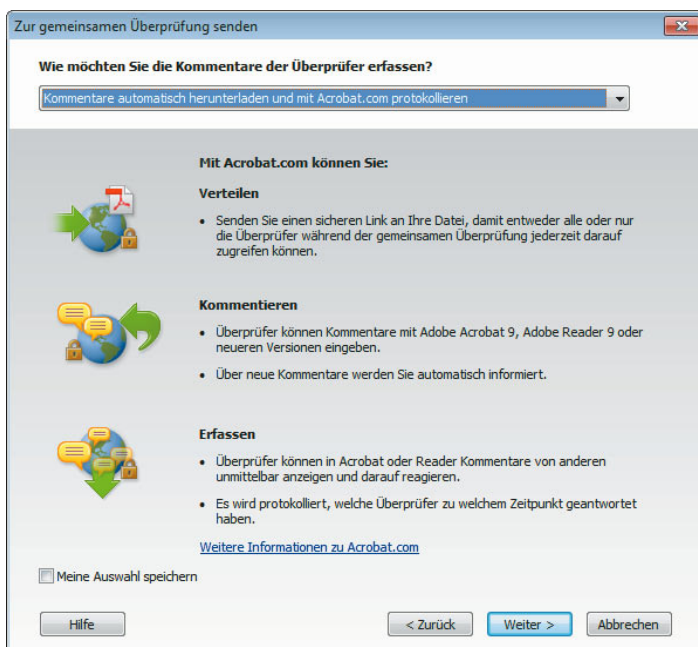 Zur gemeinsamen Überprüfung senden
Wie möchten Sie die Kommentare der Überprüfer erfassen?
Kommentare automatisch herunterladen und mit Acrobat.com protokollieren
Mit Acrobat.com können Sie:
Verteilen
• Senden Sie einen sicheren Link an Ihre Datei, damit entweder alle oder nur
die Überprüfer während der gemeinsamen Überprüfung jederzeit darauf
zugreifen können.
Kommentieren
• Überprüfer können Kommentare mit Adobe Acrobat 9, Adobe Reader 9 oder
neueren Versionen eingeben.
• Über neue Kommentare werden Sie automatisch informiert.
Erfassen
• Überprüfer können in Acrobat oder Reader Kommentare von anderen
unmittelbar anzeigen und darauf reagieren.
• Es wird protokolliert, welche Überprüfer zu welchem Zeitpunkt geantwortet
haben.
Weitere Informationen zu Acrobat.com
Meine Auswahl speichern
Hilfe < Zurück Weiter > Abbrechen